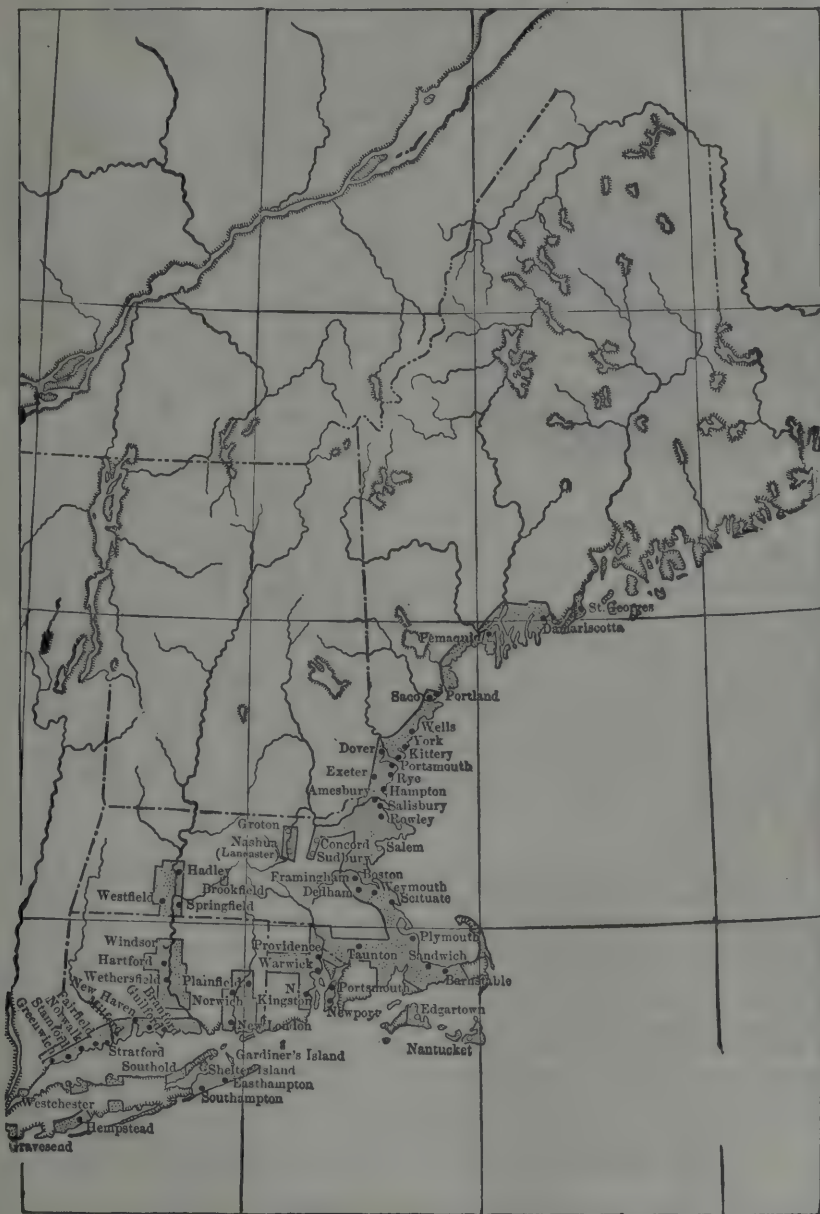 St. Georges
Damariscotta
Pemaquid
Saco
Portland
Wells
York
Dover
Kittery
Portsmouth
Exeter
Rye
Amesbury
Hampton
Salisbury
Rowley
Groton
Nashua
(Lancaster)
Concord
Sudbury
Salem
Hadley
Framingham
Boston
Brookfield
Dedham
Weymouth
Westfield
Springfield
Scituate
Windsor
Providence
Plymouth
Hartford
Warwick
Taunton
Sandwich
Wethersfield
Plainfield
Barnstable
New Haven
Branford
Guilford
Milford
Norwich
N.
Kingston
Portsmouth
Newport
Edgartown
Fairfield
Norwalk
Stamford
Greenwich
New London
Nantucket
Stratford
Gardiner's Island
Southold
Shelter Island
Easthampton
Westchester
Southampton
Hempstead
Gravesend